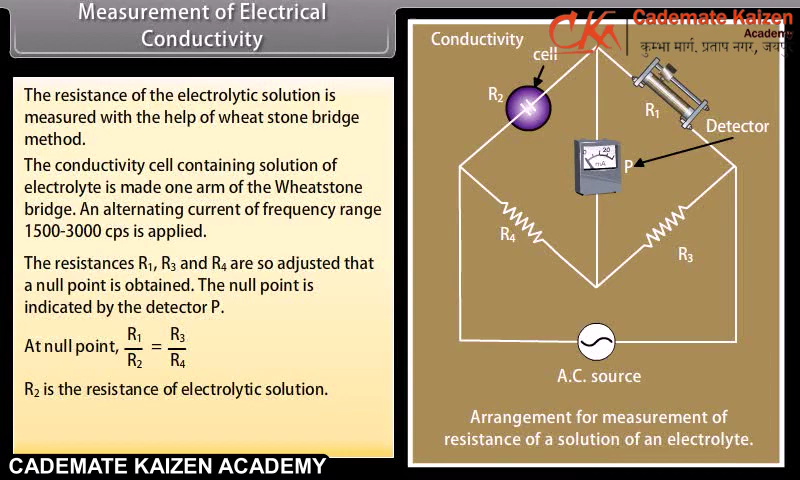 Measurement of Electrical
Conductivity
The resistance of the electrolytic solution is
measured with the help of wheat stone bridge
method.
The conductivity cell containing solution of
electrolyte is made one arm of the Wheatstone
bridge. An alternating current of frequency range
1500-3000 cps is applied.
The resistances R₁, R₃ and R₄ are so adjusted that
a null point is obtained. The null point is
indicated by the detector P.
At null point, R₁/R₂ = R₃/R₄
R₂ is the resistance of electrolytic solution.
CADEMATE KAIZEN ACADEMY
CKA
Cademate Kaizen
Academy
कुम्भा मार्ग, प्रताप नगर, जयपुर
Conductivity
cell
R₂
R₁
Detector
0 20
mA
P
R₄
R₃
A.C. source
Arrangement for measurement of
resistance of a solution of an electrolyte.